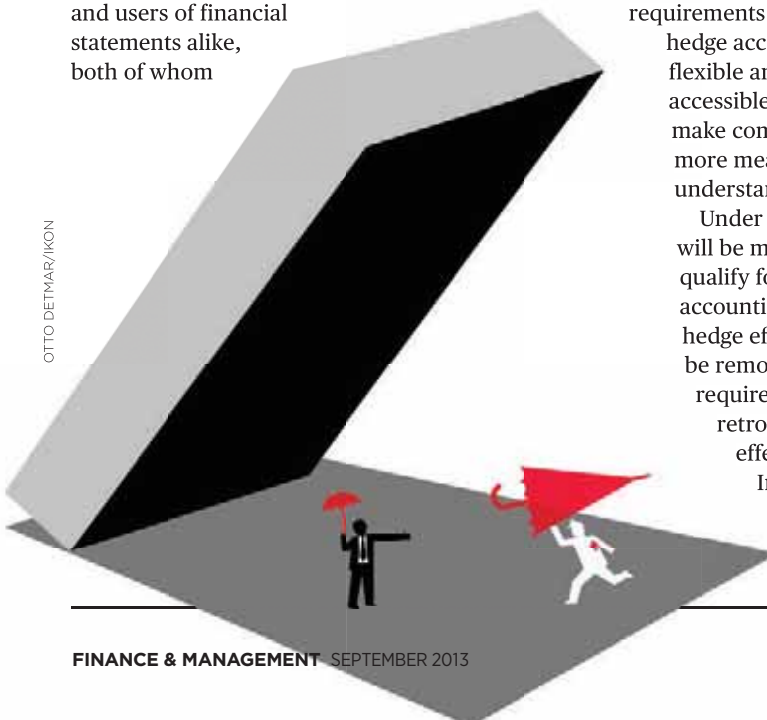 and users of financial
statements alike,
both of whom
OTTO DETMAR/IKON
requirements
hedge acc
flexible an
accessible
make com
more mea
understan
Under
will be m
qualify fo
accounti
hedge ef
be remo
require
retro
effe
In
FINANCE & MANAGEMENT SEPTEMBER 2013